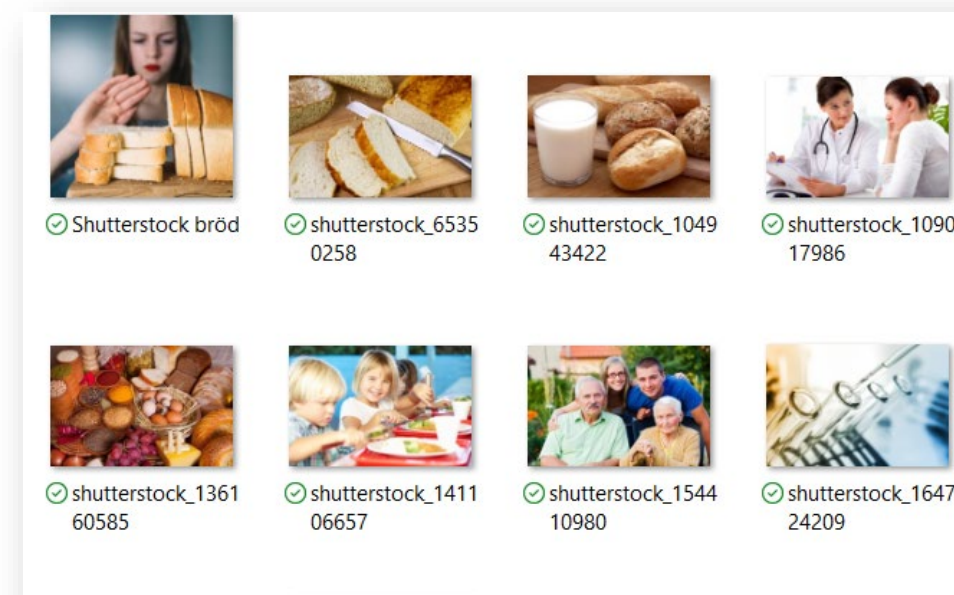 Shutterstock bröd
shutterstock_6535
0258
shutterstock_1049
43422
shutterstock_1090
17986
shutterstock_1361
60585
shutterstock_1411
06657
shutterstock_1544
10980
shutterstock_1647
24209